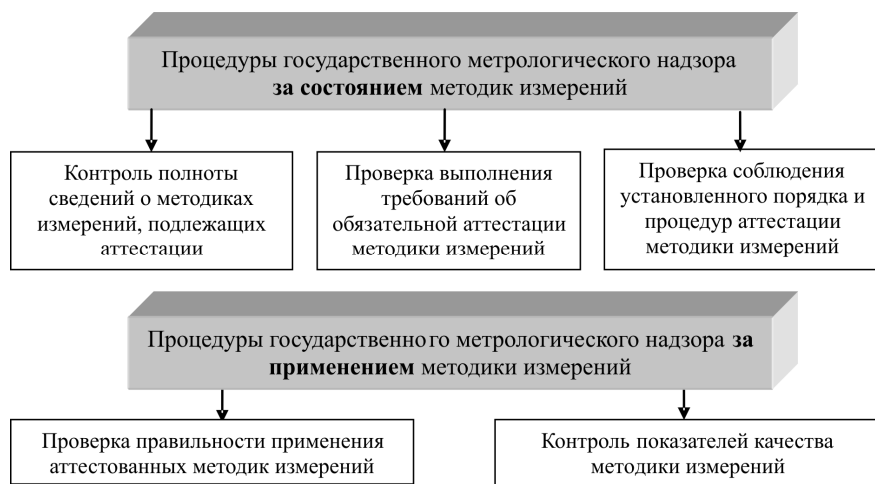 Процедуры государственного метрологического надзора
за состоянием методик измерений
Контроль полноты
сведений о методиках
измерений, подлежащих
аттестации
Проверка выполнения
требований об
обязательной аттестации
методики измерений
Проверка соблюдения
установленного порядка и
процедур аттестации
методики измерений
Процедуры государственного метрологического надзора за
применением методики измерений
Проверка правильности применения
аттестованных методик измерений
Контроль показателей качества
методики измерений